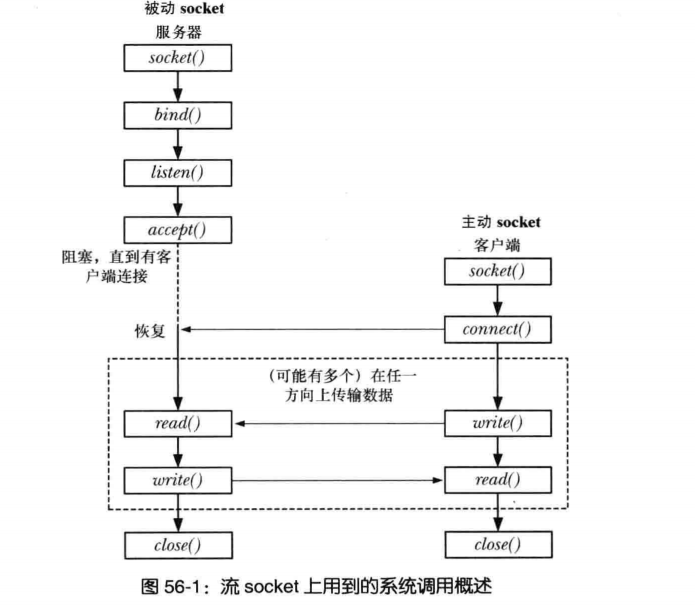 被动 socket
服务器
socket()
bind()
listen()
accept()
阻塞，直到有客
户端连接
恢复
主动 socket
客户端
socket()
connect()
（可能有多个）在任一
方向上传输数据
read()
write()
write()
read()
close()
close()
图 56-1：流 socket 上用到的系统调用概述